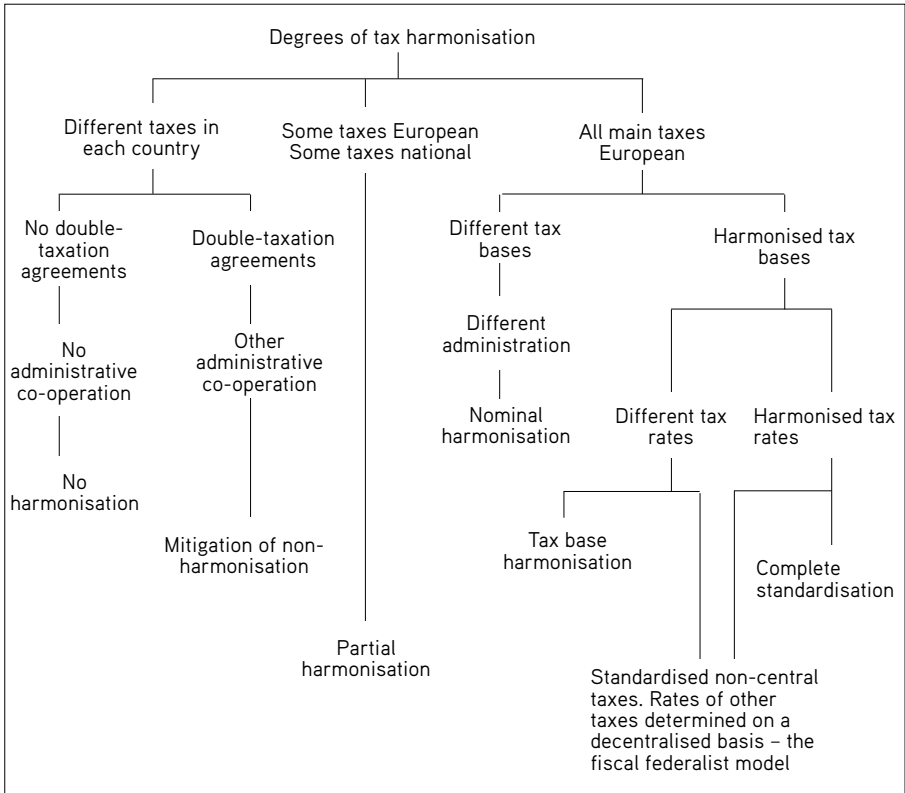 Degrees of tax harmonisation
Different taxes in
each country
Some taxes European
Some taxes national
All main taxes
European
No double-
taxation
agreements
Double-taxation
agreements
Different tax
bases
Harmonised tax
bases
No
administrative
co-operation
Other
administrative
co-operation
Different
administration
Nominal
harmonisation
Different tax
rates
Harmonised tax
rates
No
harmonisation
Mitigation of non-
harmonisation
Tax base
harmonisation
Complete
standardisation
Partial
harmonisation
Standardised non-central
taxes. Rates of other
taxes determined on a
decentralised basis – the
fiscal federalist model